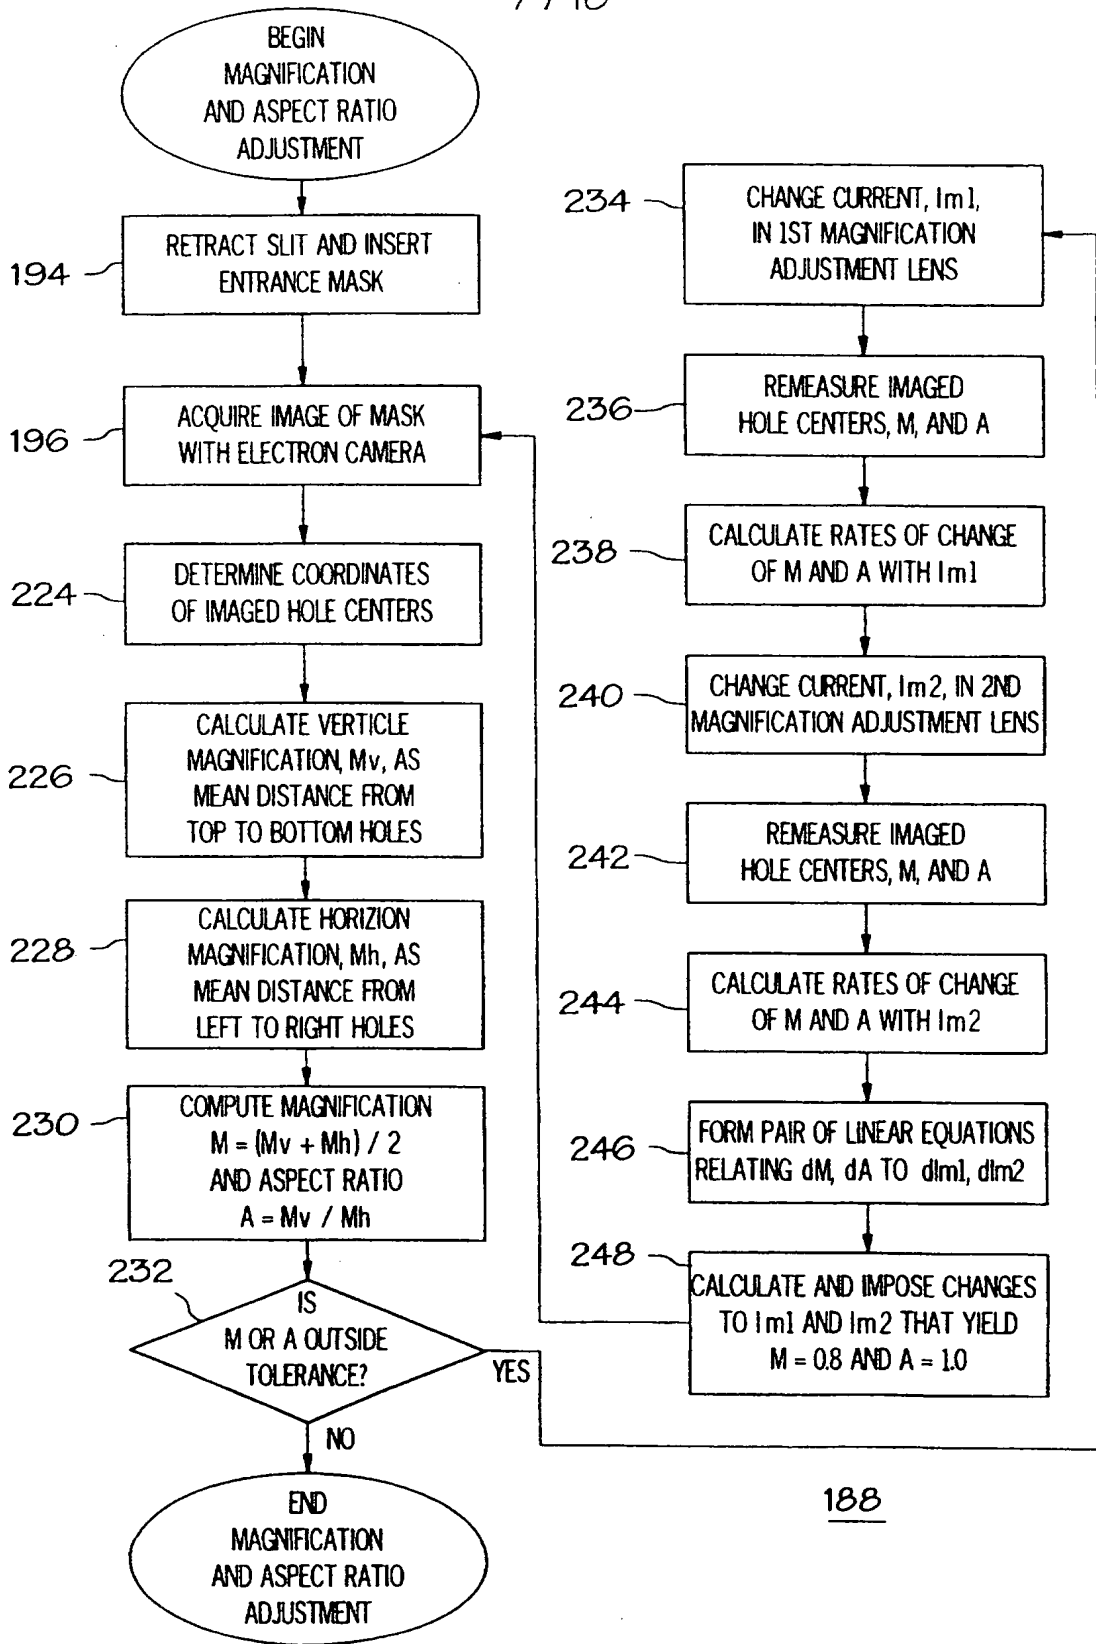 BEGIN
MAGNIFICATION
AND ASPECT RATIO
ADJUSTMENT
194
RETRACT SLIT AND INSERT
ENTRANCE MASK
196
ACQUIRE IMAGE OF MASK
WITH ELECTRON CAMERA
224
DETERMINE COORDINATES
OF IMAGED HOLE CENTERS
226
CALCULATE VERTICLE
MAGNIFICATION, Mv, AS
MEAN DISTANCE FROM
TOP TO BOTTOM HOLES
228
CALCULATE HORIZION
MAGNIFICATION, Mh, AS
MEAN DISTANCE FROM
LEFT TO RIGHT HOLES
230
COMPUTE MAGNIFICATION
M = (Mv + Mh) / 2
AND ASPECT RATIO
A = Mv / Mh
232
IS
M OR A OUTSIDE
TOLERANCE?
YES
NO
END
MAGNIFICATION
AND ASPECT RATIO
ADJUSTMENT
234
CHANGE CURRENT, Im1,
IN 1ST MAGNIFICATION
ADJUSTMENT LENS
236
REMEASURE IMAGED
HOLE CENTERS, M, AND A
238
CALCULATE RATES OF CHANGE
OF M AND A WITH Im1
240
CHANGE CURRENT, Im2, IN 2ND
MAGNIFICATION ADJUSTMENT LENS
242
REMEASURE IMAGED
HOLE CENTERS, M, AND A
244
CALCULATE RATES OF CHANGE
OF M AND A WITH Im2
246
FORM PAIR OF LINEAR EQUATIONS
RELATING dM, dA TO dIm1, dIm2
248
CALCULATE AND IMPOSE CHANGES
TO Im1 AND Im2 THAT YIELD
M = 0.8 AND A = 1.0
188